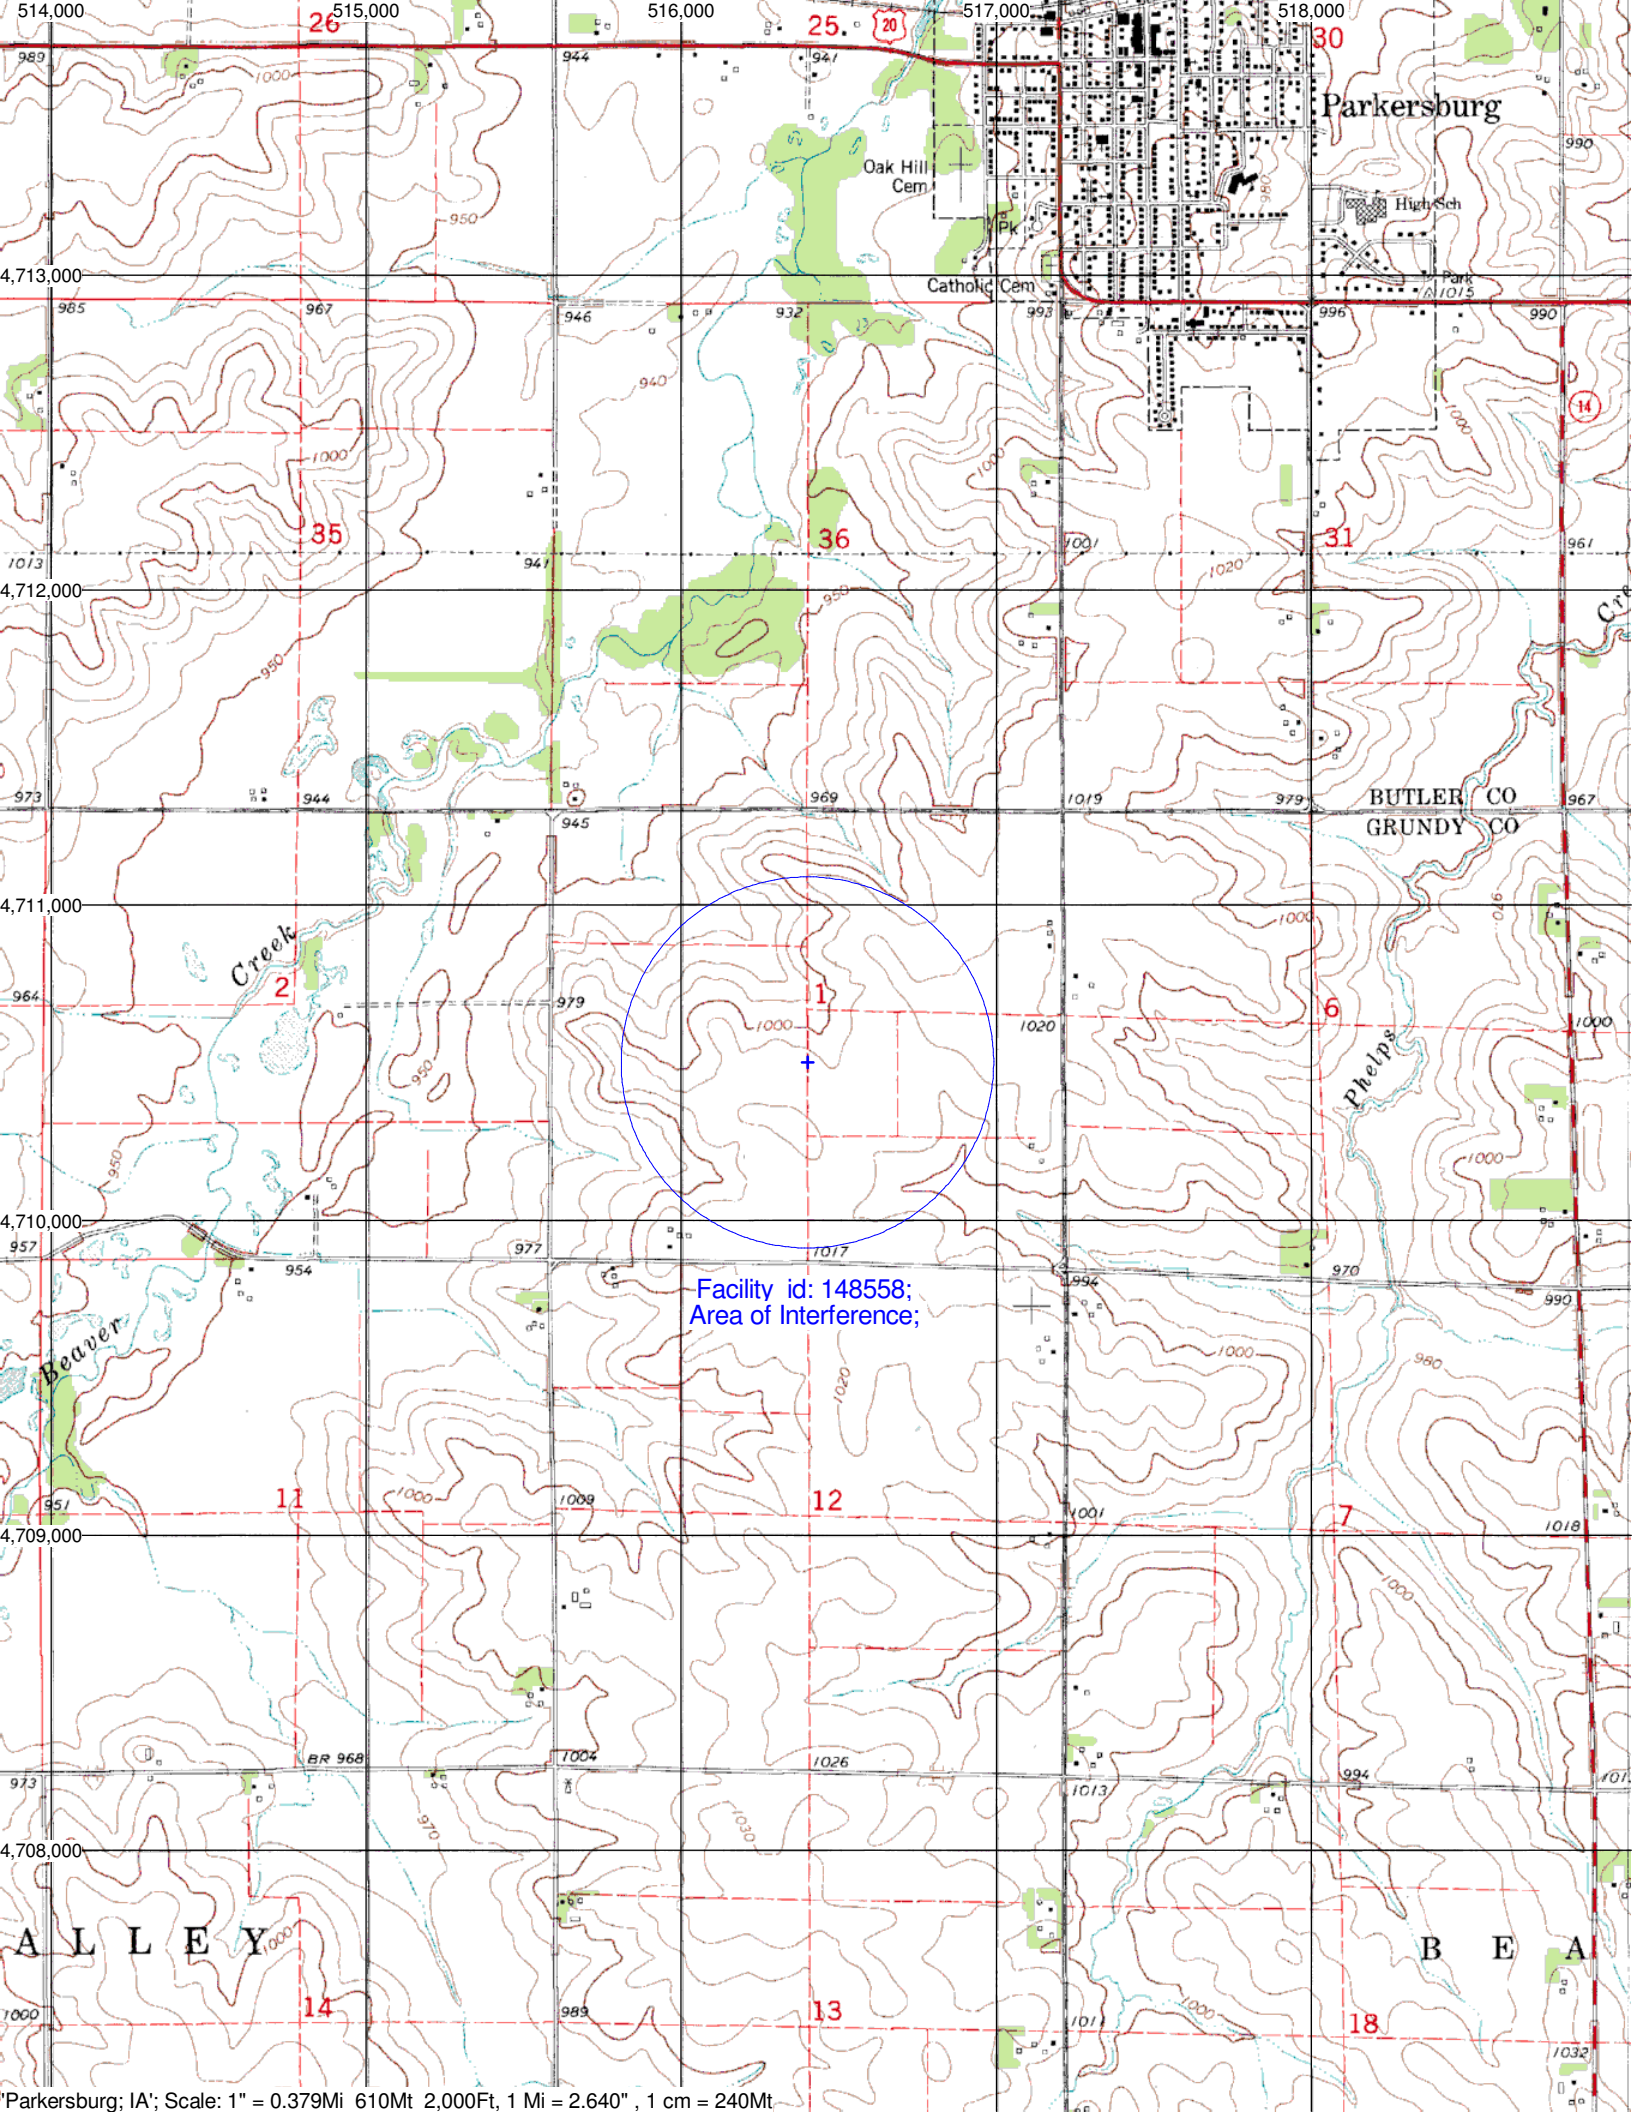 514,000 515,000 516,000 517,000 518,000
26 25 20 30
989 944 941
1000
Parkersburg
990
Oak Hill
Cem
980
High Sch
950
Pk
4,713,000
Catholic Cem
Park
1015
985 967 946 932 993 996 990
940
14
1000
1000
1000
35 36 31
1013 941 1001 961
1020
4,712,000
950
Cre
950
973 944 969 1019 979 967
BUTLER CO
945
GRUNDY CO
4,711,000
1000
Creek
2 1 6
964 979 1020 1000
1000
950
Phelps
950
1000
4,710,000
957 977 1017
954 970
994
Facility id: 148558;
990
Area of Interference;
Beaver
1000
980
1020
11 12 7
1000
951 1009 1001 1018
4,709,000
1000
BR 968 1004 1026
973 994
1013
970
1030
4,708,000
A L L E Y
1000
B E A
1000
14 13 18
1000 989 1011
1032
'Parkersburg; IA'; Scale: 1" = 0.379Mi 610Mt 2,000Ft, 1 Mi = 2.640" , 1 cm = 240Mt